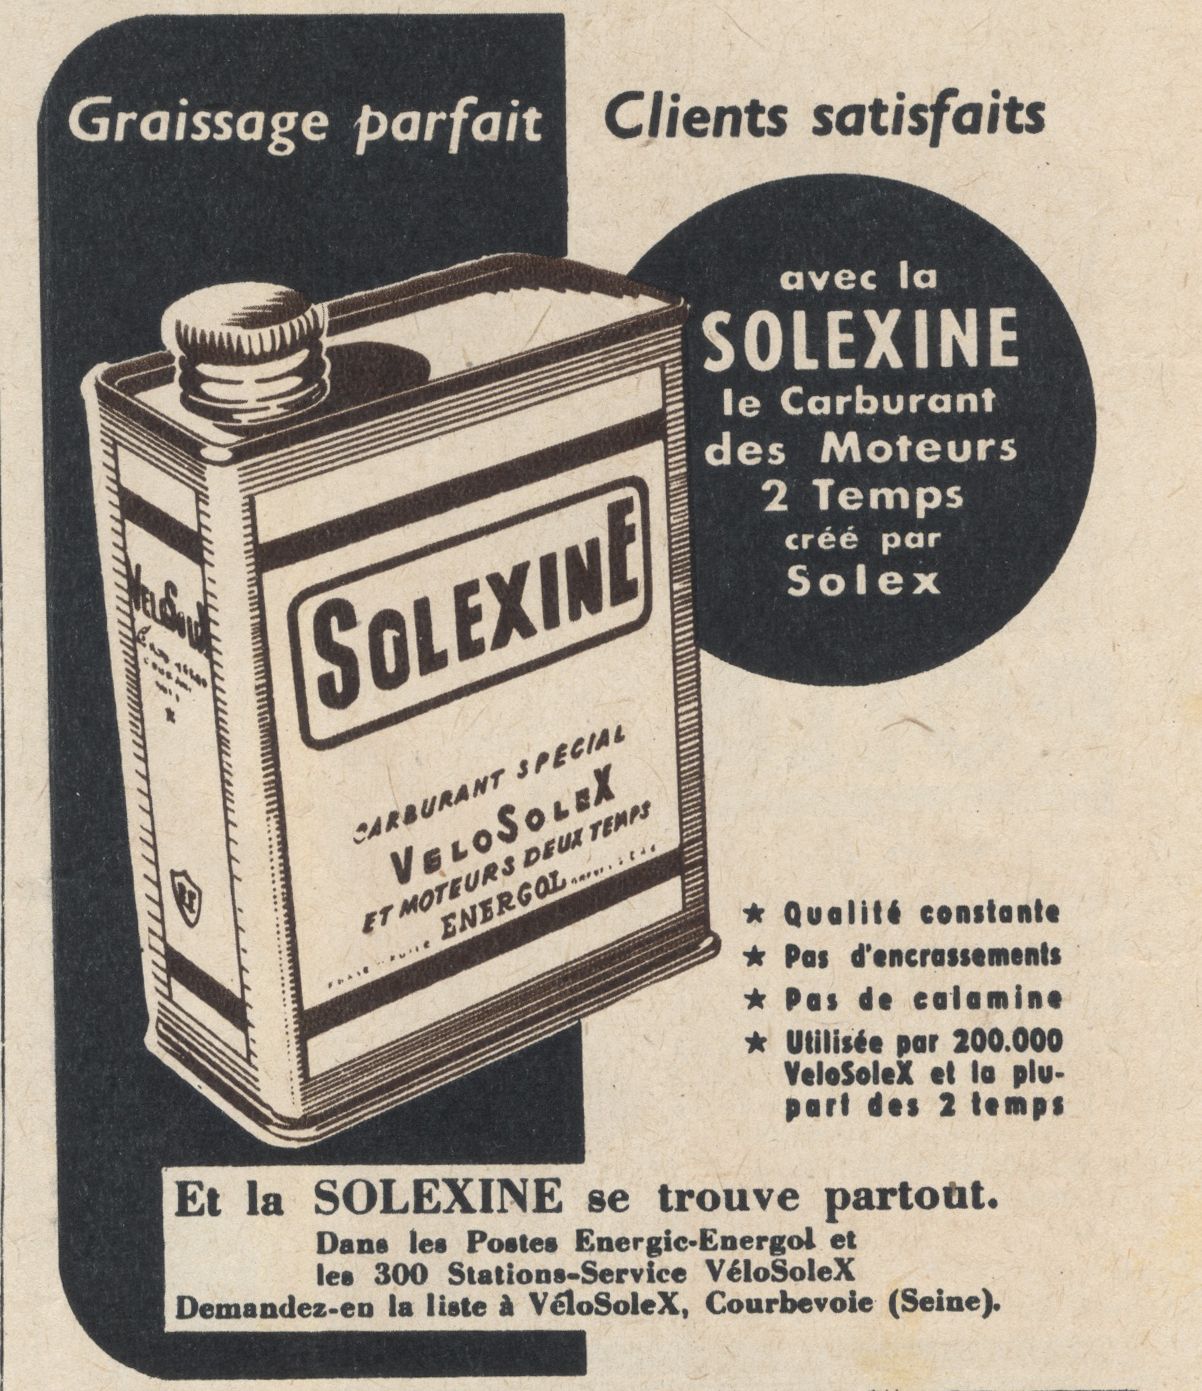 Graissage parfait
Clients satisfaits
avec la
SOLEXINE
le Carburant
des Moteurs
2 Temps
créé par
Solex
SOLEXINE
CARBURANT SPECIAL
VELOSOLEX
ET MOTEURS DEUX TEMPS
ENERGOL
VELOSOLEX
★ Qualité constante
★ Pas d'encrassements
★ Pas de calamine
★ Utilisée par 200.000
VeloSoleX et la plu-
part des 2 temps
Et la SOLEXINE se trouve partout.
Dans les Postes Energic-Energol et
les 300 Stations-Service VéloSoleX
Demandez-en la liste à VéloSoleX, Courbevoie (Seine).